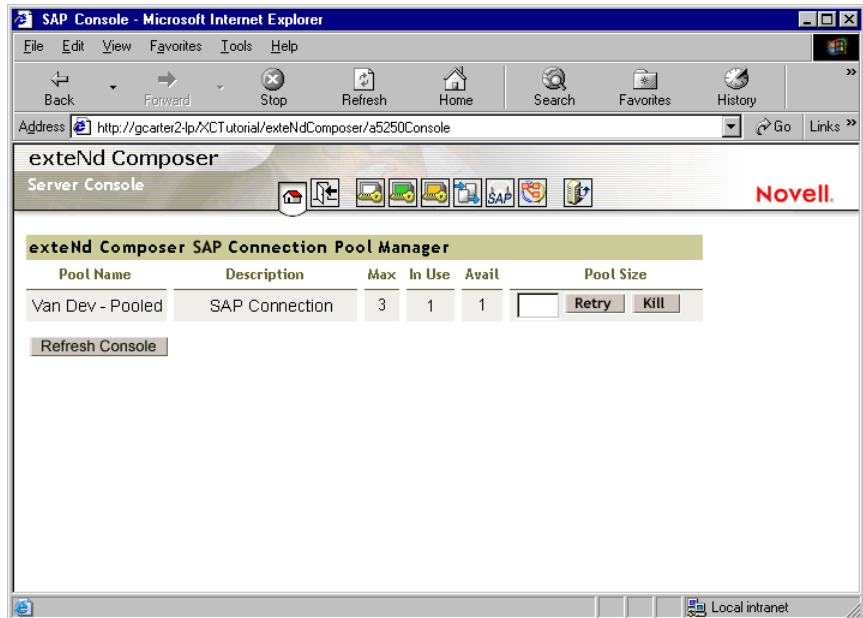 SAP Console - Microsoft Internet Explorer
File Edit View Favorites Tools Help
Back Forward Stop Refresh Home Search Favorites History »
Address http://gcarter2-lp/XCTutorial/exteNdComposer/a5250Console Go Links »
exteNd Composer
Server Console
SAP
Novell.
exteNd Composer SAP Connection Pool Manager
Pool Name Description Max In Use Avail Pool Size
Van Dev - Pooled SAP Connection 3 1 1 Retry Kill
Refresh Console
Local intranet